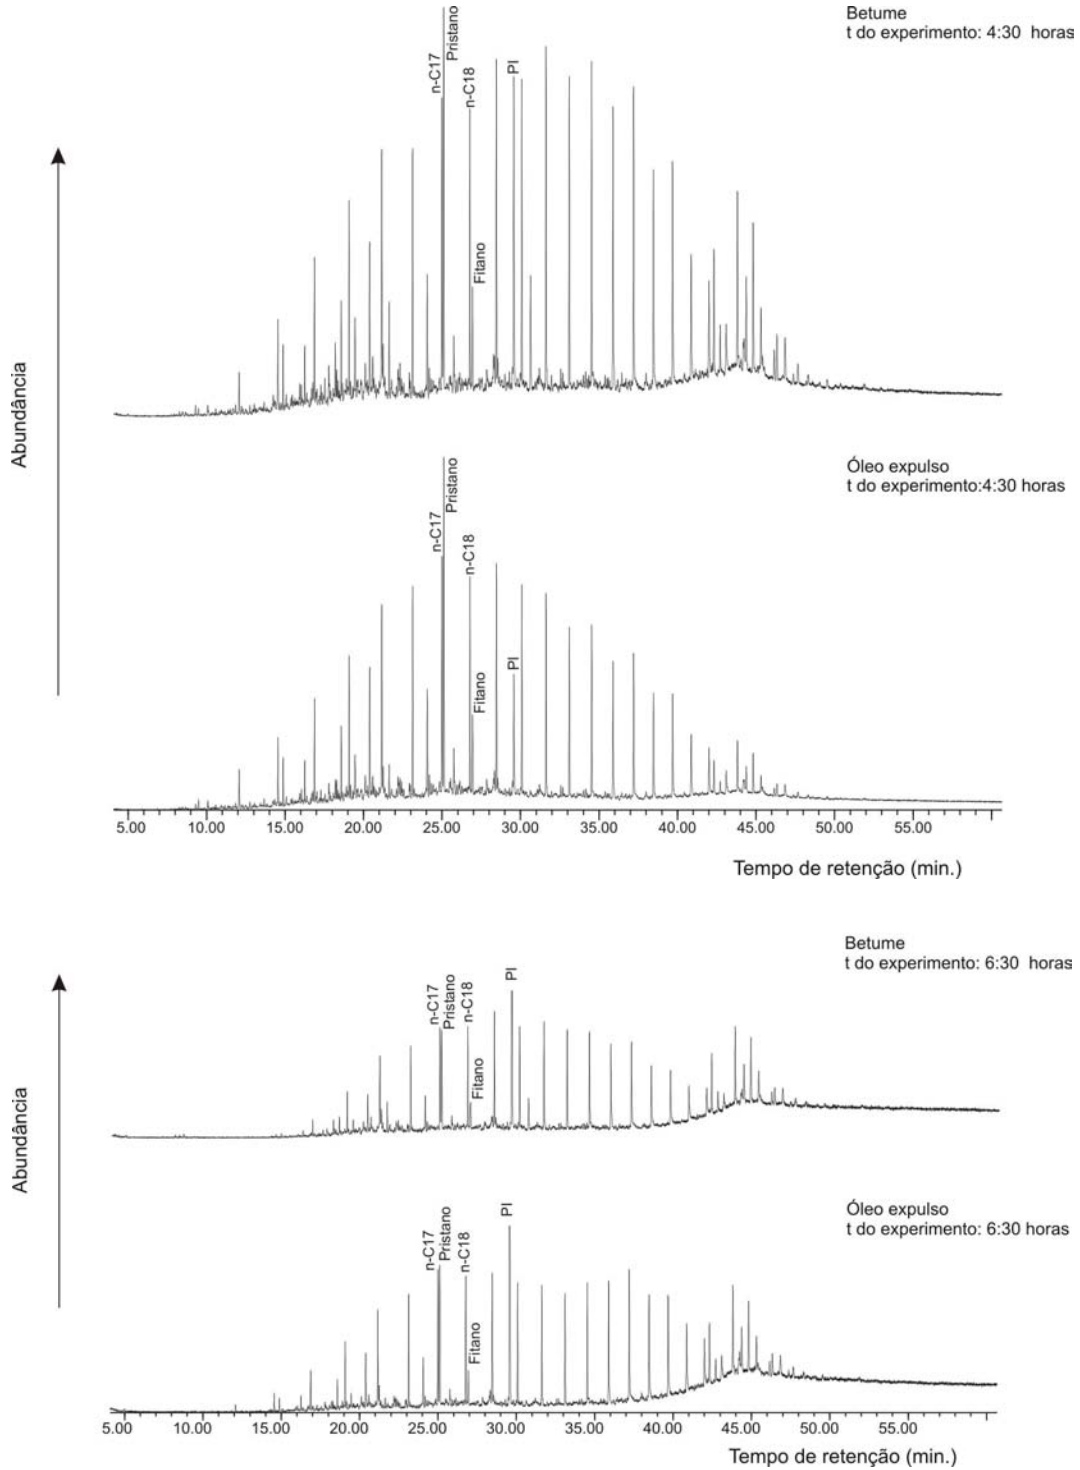 Betume
t do experimento: 4:30 horas
Abundância
n-C17
Pristano
n-C18
Fitano
PI
Óleo expulso
t do experimento:4:30 horas
n-C17
Pristano
n-C18
Fitano
PI
5.00 10.00 15.00 20.00 25.00 30.00 35.00 40.00 45.00 50.00 55.00
Tempo de retenção (min.)
Betume
t do experimento: 6:30 horas
Abundância
n-C17
Pristano
n-C18
Fitano
PI
Óleo expulso
t do experimento: 6:30 horas
n-C17
Pristano
n-C18
Fitano
PI
5.00 10.00 15.00 20.00 25.00 30.00 35.00 40.00 45.00 50.00 55.00
Tempo de retenção (min.)